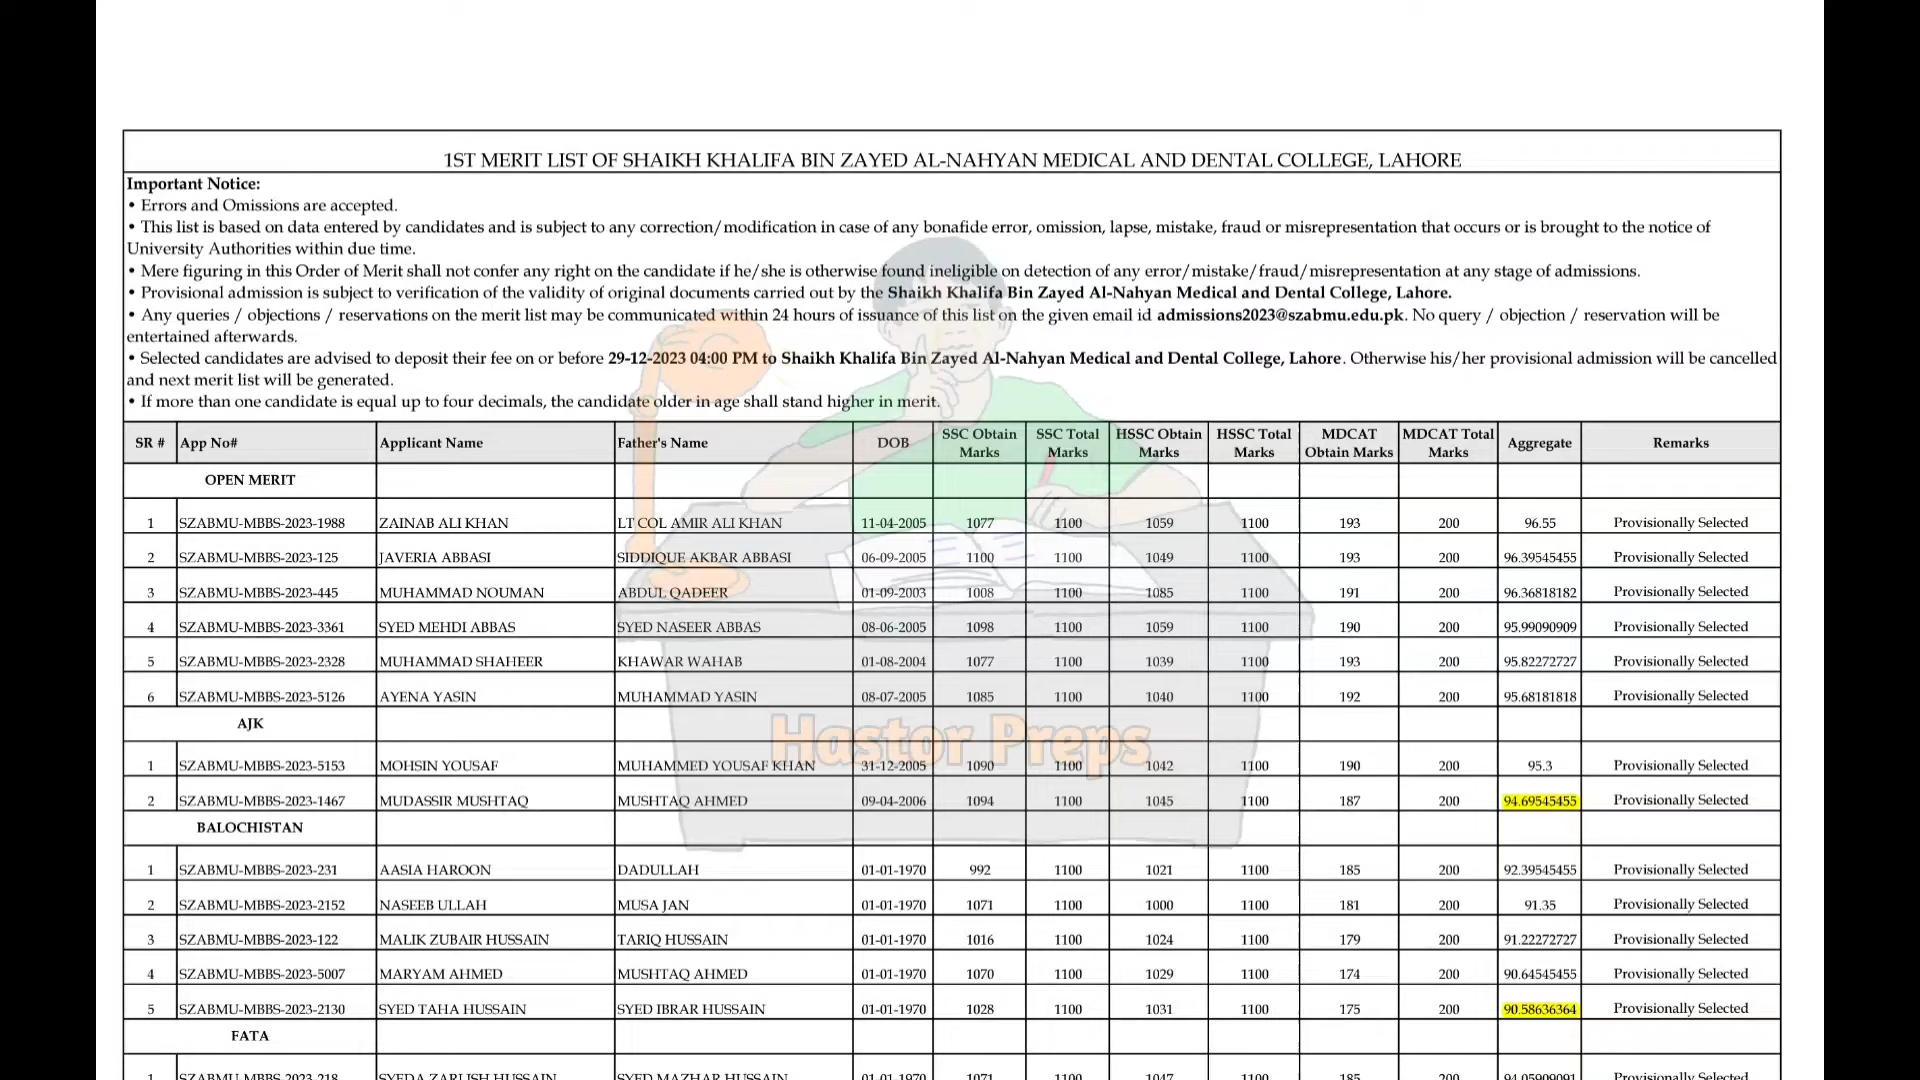 1ST MERIT LIST OF SHAIKH KHALIFA BIN ZAYED AL-NAHYAN MEDICAL AND DENTAL COLLEGE, LAHORE
Important Notice:
• Errors and Omissions are accepted.
• This list is based on data entered by candidates and is subject to any correction/modification in case of any bonafide error, omission, lapse, mistake, fraud or misrepresentation that occurs or is brought to the notice of
University Authorities within due time.
• Mere figuring in this Order of Merit shall not confer any right on the candidate if he/she is otherwise found ineligible on detection of any error/mistake/fraud/misrepresentation at any stage of admissions.
• Provisional admission is subject to verification of the validity of original documents carried out by the Shaikh Khalifa Bin Zayed Al-Nahyan Medical and Dental College, Lahore.
• Any queries / objections / reservations on the merit list may be communicated within 24 hours of issuance of this list on the given email id admissions2023@szabmu.edu.pk. No query / objection / reservation will be
entertained afterwards.
• Selected candidates are advised to deposit their fee on or before 29-12-2023 04:00 PM to Shaikh Khalifa Bin Zayed Al-Nahyan Medical and Dental College, Lahore. Otherwise his/her provisional admission will be cancelled
and next merit list will be generated.
• If more than one candidate is equal up to four decimals, the candidate older in age shall stand higher in merit.
SR # App No# Applicant Name Father's Name DOB SSC Obtain Marks SSC Total Marks HSSC Obtain Marks HSSC Total Marks MDCAT Obtain Marks MDCAT Total Marks Aggregate Remarks
OPEN MERIT
1 SZABMU-MBBS-2023-1988 ZAINAB ALI KHAN LT COL AMIR ALI KHAN 11-04-2005 1077 1100 1059 1100 193 200 96.55 Provisionally Selected
2 SZABMU-MBBS-2023-125 JAVERIA ABBASI SIDDIQUE AKBAR ABBASI 06-09-2005 1100 1100 1049 1100 193 200 96.39545455 Provisionally Selected
3 SZABMU-MBBS-2023-445 MUHAMMAD NOUMAN ABDUL QADEER 01-09-2003 1008 1100 1085 1100 191 200 96.36818182 Provisionally Selected
4 SZABMU-MBBS-2023-3361 SYED MEHDI ABBAS SYED NASEER ABBAS 08-06-2005 1098 1100 1059 1100 190 200 95.99090909 Provisionally Selected
5 SZABMU-MBBS-2023-2328 MUHAMMAD SHAHEER KHAWAR WAHAB 01-08-2004 1077 1100 1039 1100 193 200 95.82272727 Provisionally Selected
6 SZABMU-MBBS-2023-5126 AYENA YASIN MUHAMMAD YASIN 08-07-2005 1085 1100 1040 1100 192 200 95.68181818 Provisionally Selected
AJK
Hastor Preps
1 SZABMU-MBBS-2023-5153 MOHSIN YOUSAF MUHAMMED YOUSAF KHAN 31-12-2005 1090 1100 1042 1100 190 200 95.3 Provisionally Selected
2 SZABMU-MBBS-2023-1467 MUDASSIR MUSHTAQ MUSHTAQ AHMED 09-04-2006 1094 1100 1045 1100 187 200 94.69545455 Provisionally Selected
BALOCHISTAN
1 SZABMU-MBBS-2023-231 AASIA HAROON DADULLAH 01-01-1970 992 1100 1021 1100 185 200 92.39545455 Provisionally Selected
2 SZABMU-MBBS-2023-2152 NASEEB ULLAH MUSA JAN 01-01-1970 1071 1100 1000 1100 181 200 91.35 Provisionally Selected
3 SZABMU-MBBS-2023-122 MALIK ZUBAIR HUSSAIN TARIQ HUSSAIN 01-01-1970 1016 1100 1024 1100 179 200 91.22272727 Provisionally Selected
4 SZABMU-MBBS-2023-5007 MARYAM AHMED MUSHTAQ AHMED 01-01-1970 1070 1100 1029 1100 174 200 90.64545455 Provisionally Selected
5 SZABMU-MBBS-2023-2130 SYED TAHA HUSSAIN SYED IBRAR HUSSAIN 01-01-1970 1028 1100 1031 1100 175 200 90.58636364 Provisionally Selected
FATA
1 SZABMU-MBBS-2023-218 SYEDA ZARLISH HUSSAIN SYED MAZHAR HUSSAIN 01-01-1970 1071 1100 1047 1100 185 200 94.05909091 Provisionally Selected